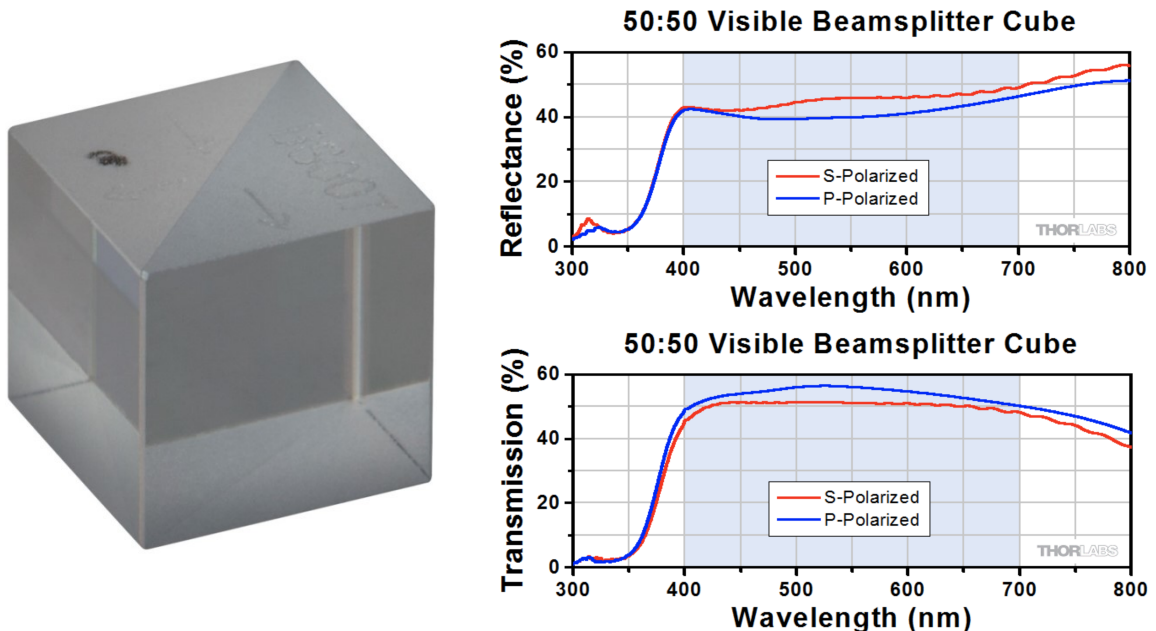 50:50 Visible Beamsplitter Cube
Reflectance (%)
60
40
20
0
S-Polarized
P-Polarized
THORLABS
300 400 500 600 700 800
Wavelength (nm)
50:50 Visible Beamsplitter Cube
Transmission (%)
60
40
20
0
S-Polarized
P-Polarized
THORLABS
300 400 500 600 700 800
Wavelength (nm)